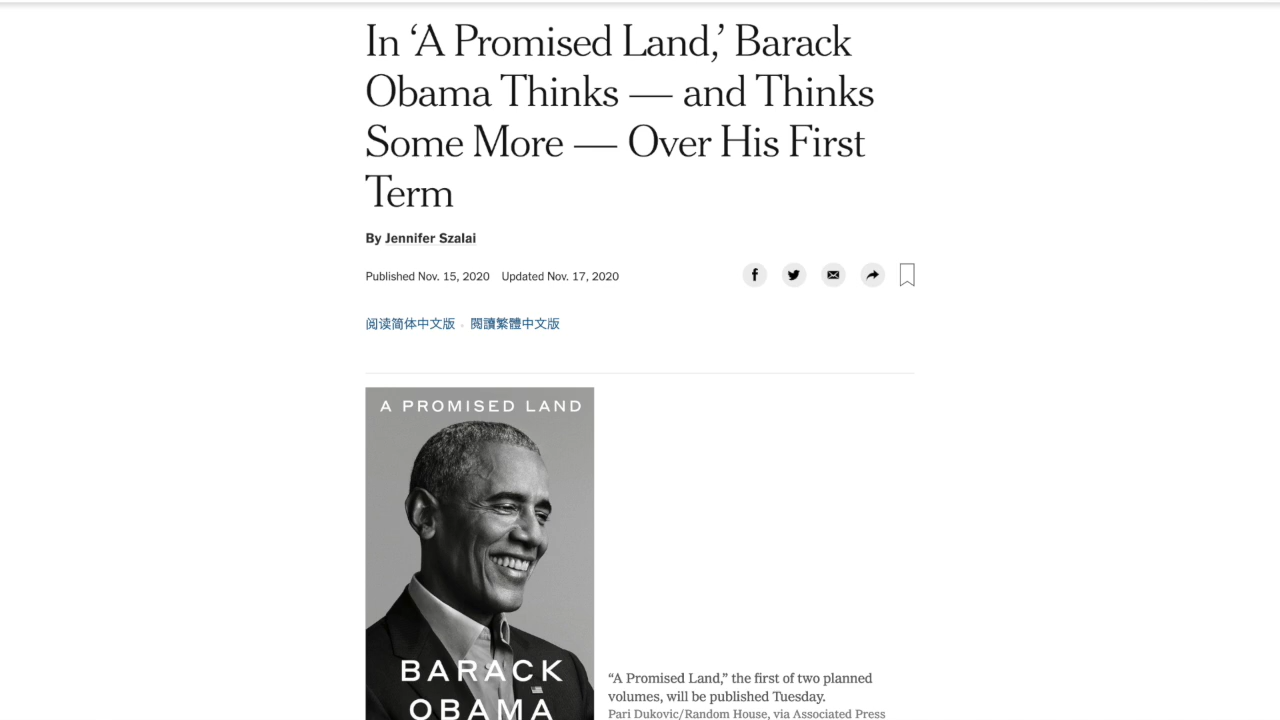 In ‘A Promised Land,’ Barack
Obama Thinks — and Thinks
Some More — Over His First
Term
By Jennifer Szalai
Published Nov. 15, 2020 Updated Nov. 17, 2020
阅读简体中文版 · 閱讀繁體中文版
A PROMISED LAND
BARACK
OBAMA
“A Promised Land,” the first of two planned
volumes, will be published Tuesday.
Pari Dukovic/Random House, via Associated Press